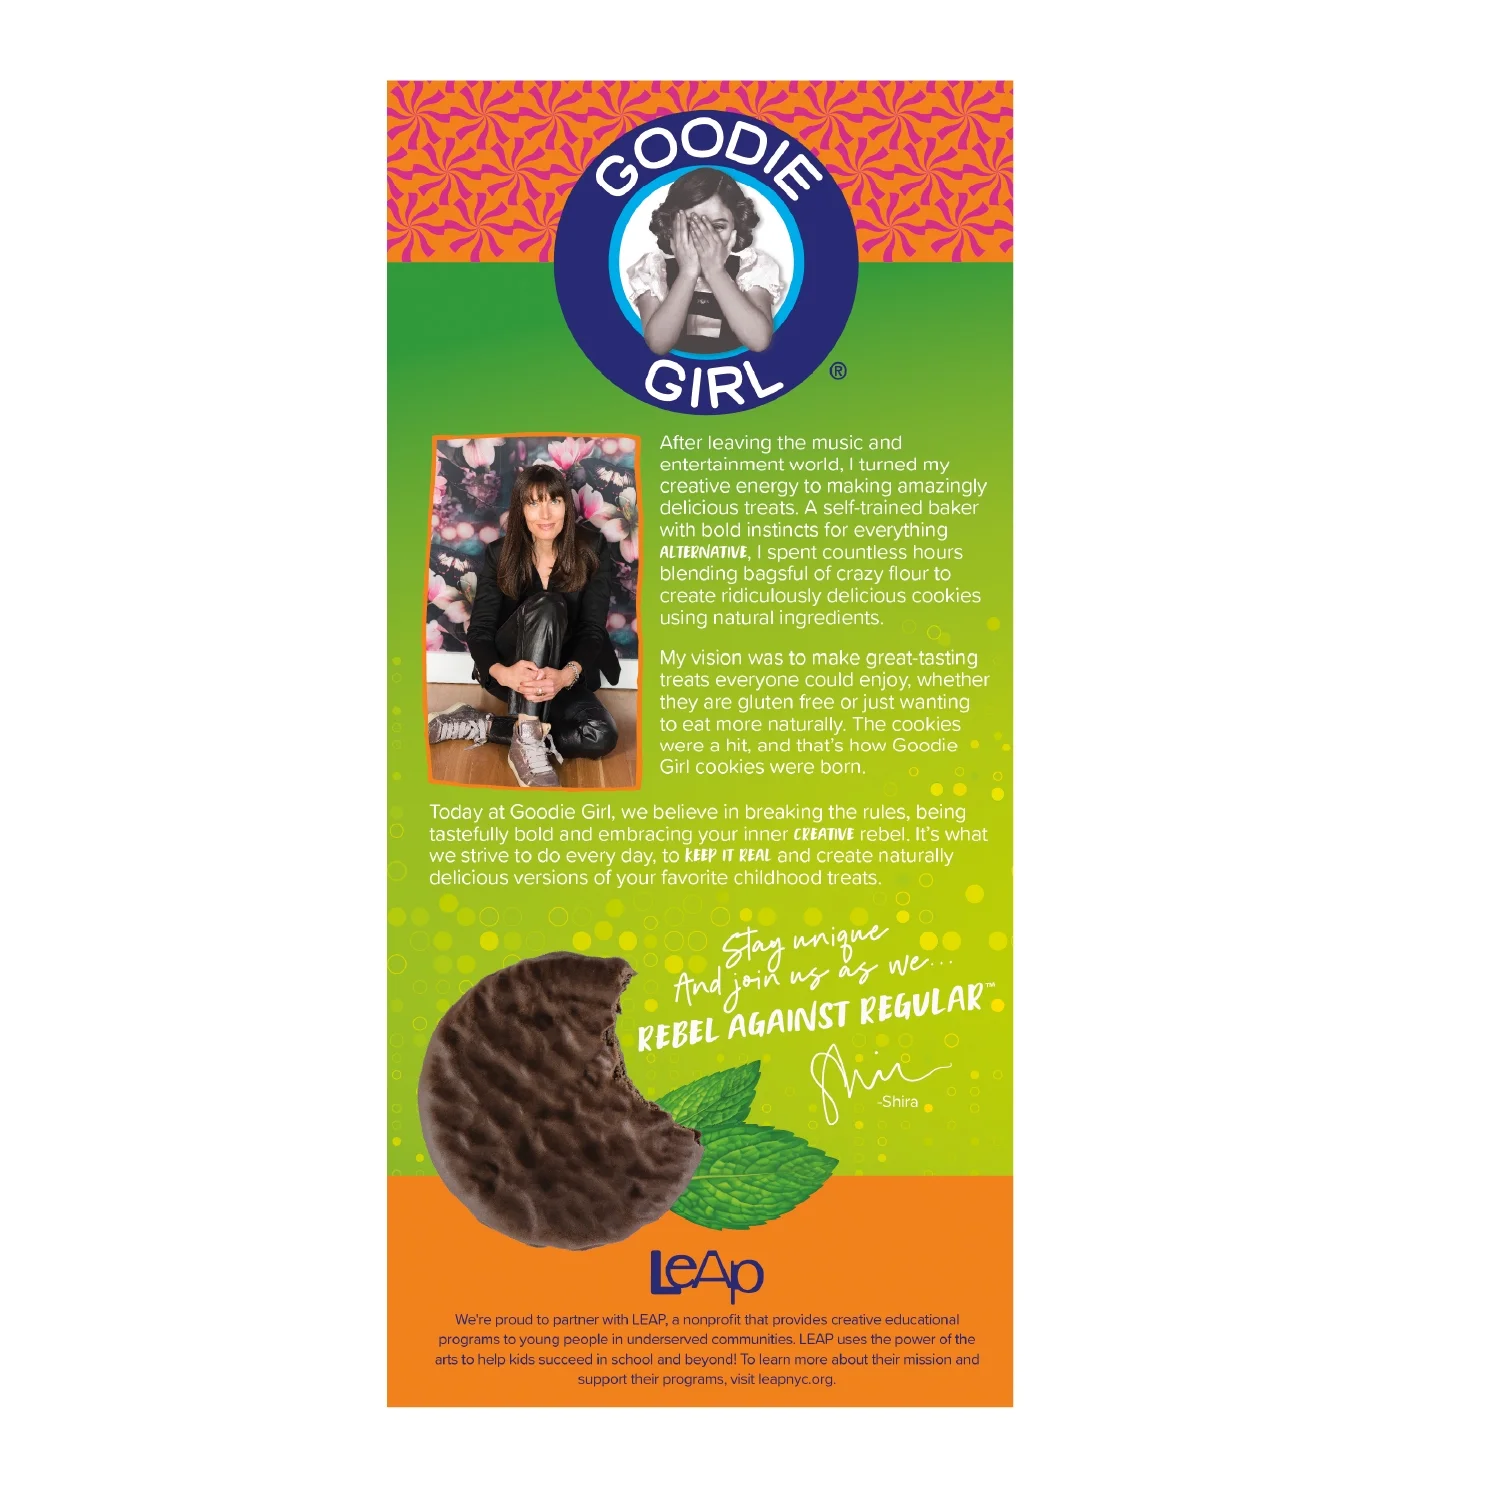 GOODIE
GIRL
®
After leaving the music and
entertainment world, I turned my
creative energy to making amazingly
delicious treats. A self-trained baker
with bold instincts for everything
ALTERNATIVE, I spent countless hours
blending bagsful of crazy flour to
create ridiculously delicious cookies
using natural ingredients.
My vision was to make great-tasting
treats everyone could enjoy, whether
they are gluten free or just wanting
to eat more naturally. The cookies
were a hit, and that's how Goodie
Girl cookies were born.
Today at Goodie Girl, we believe in breaking the rules, being
tastefully bold and embracing your inner CREATIVE rebel. It's what
we strive to do every day, to KEEP IT REAL and create naturally
delicious versions of your favorite childhood treats.
Stay unique
And join us as we...
REBEL AGAINST REGULAR™
Shira
-Shira
LeAp
We're proud to partner with LEAP, a nonprofit that provides creative educational
programs to young people in underserved communities. LEAP uses the power of the
arts to help kids succeed in school and beyond! To learn more about their mission and
support their programs, visit leapnyc.org.